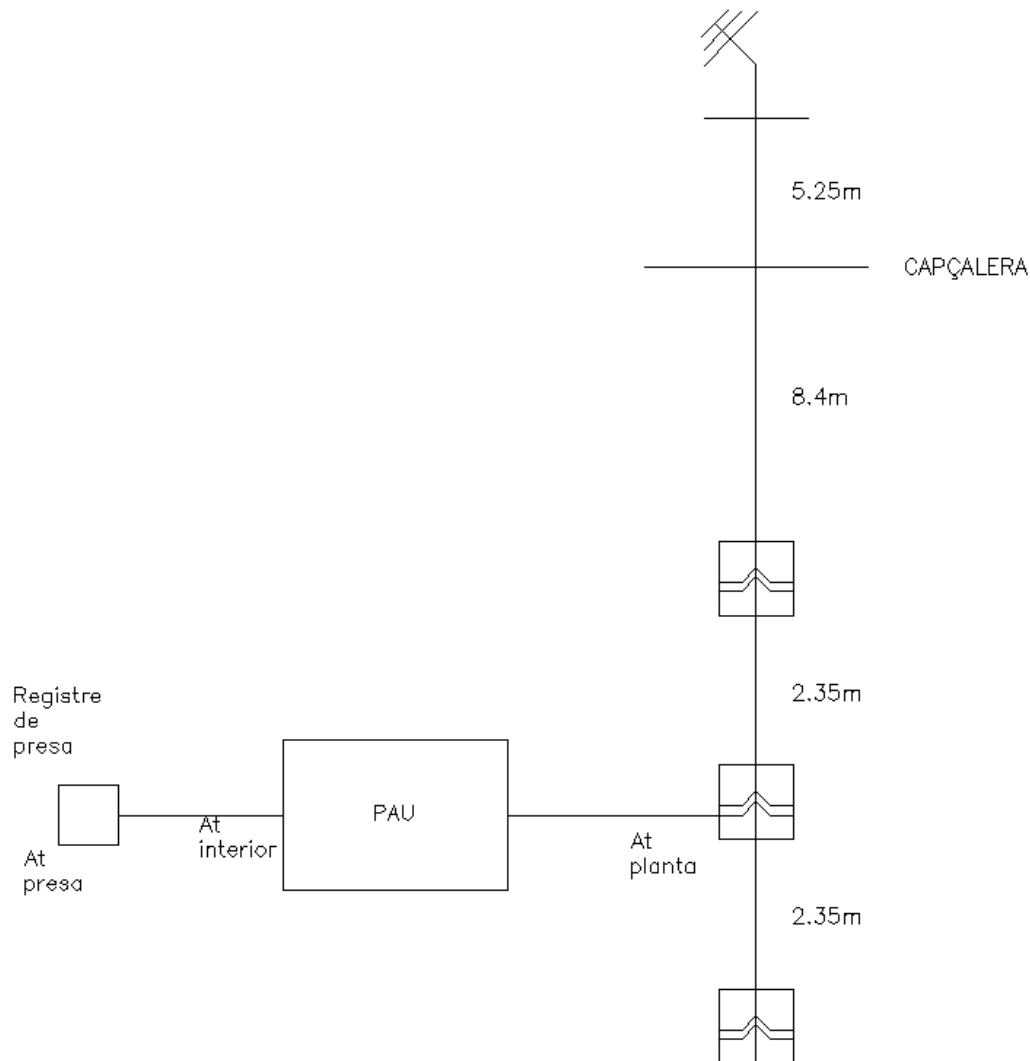 5.25m
CAPÇALERA
8.4m
2.35m
Registre
de
presa
PAU
At
interior
At
planta
At
presa
2.35m